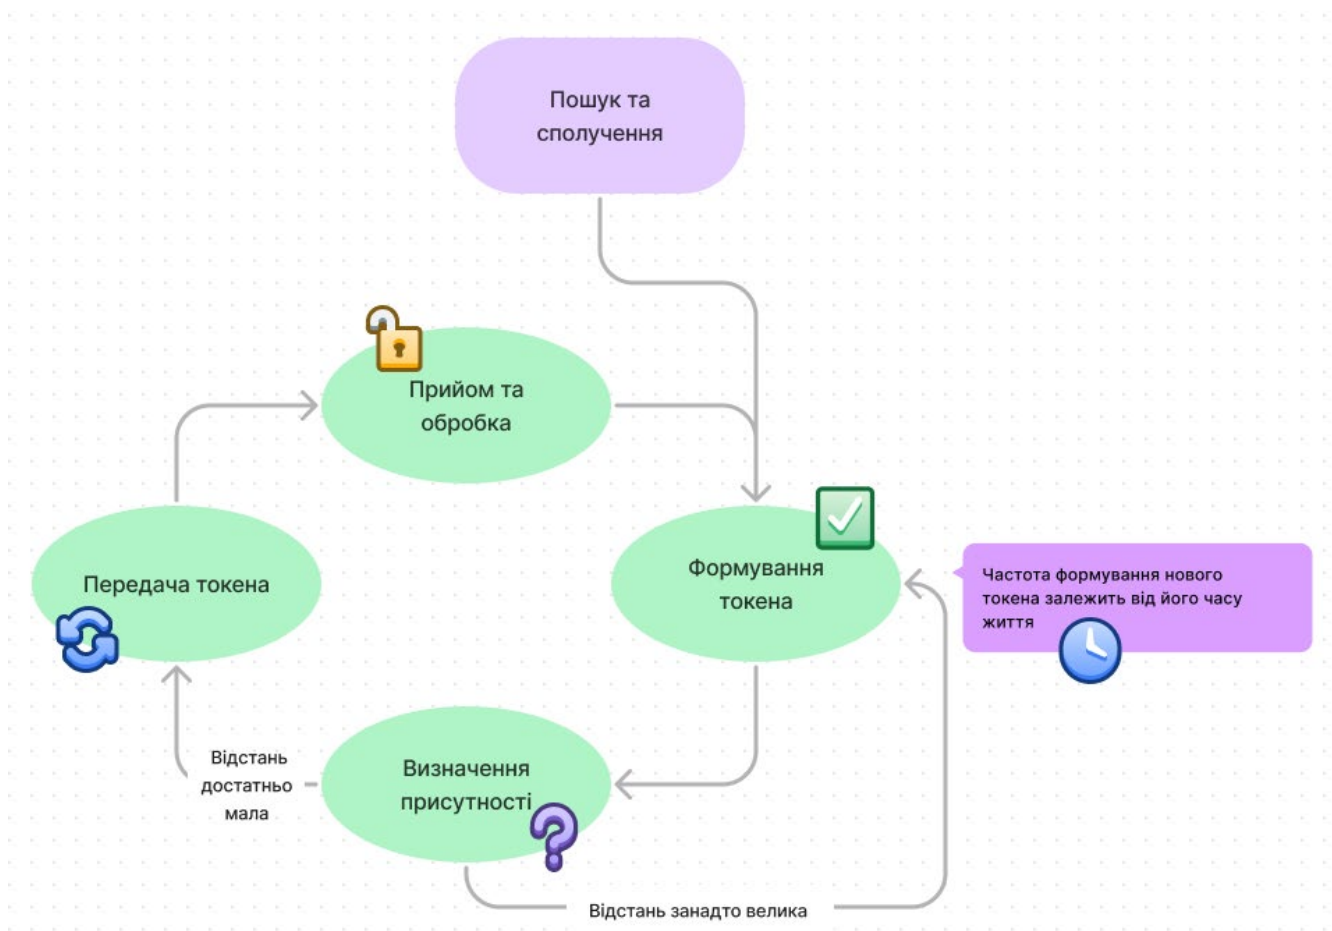 Пошук та
сполучення
Прийом та
обробка
Формування
токена
Частота формування нового
токена залежить від його часу
життя
Передача токена
Визначення
присутності
Відстань
достатньо
мала
Відстань занадто велика